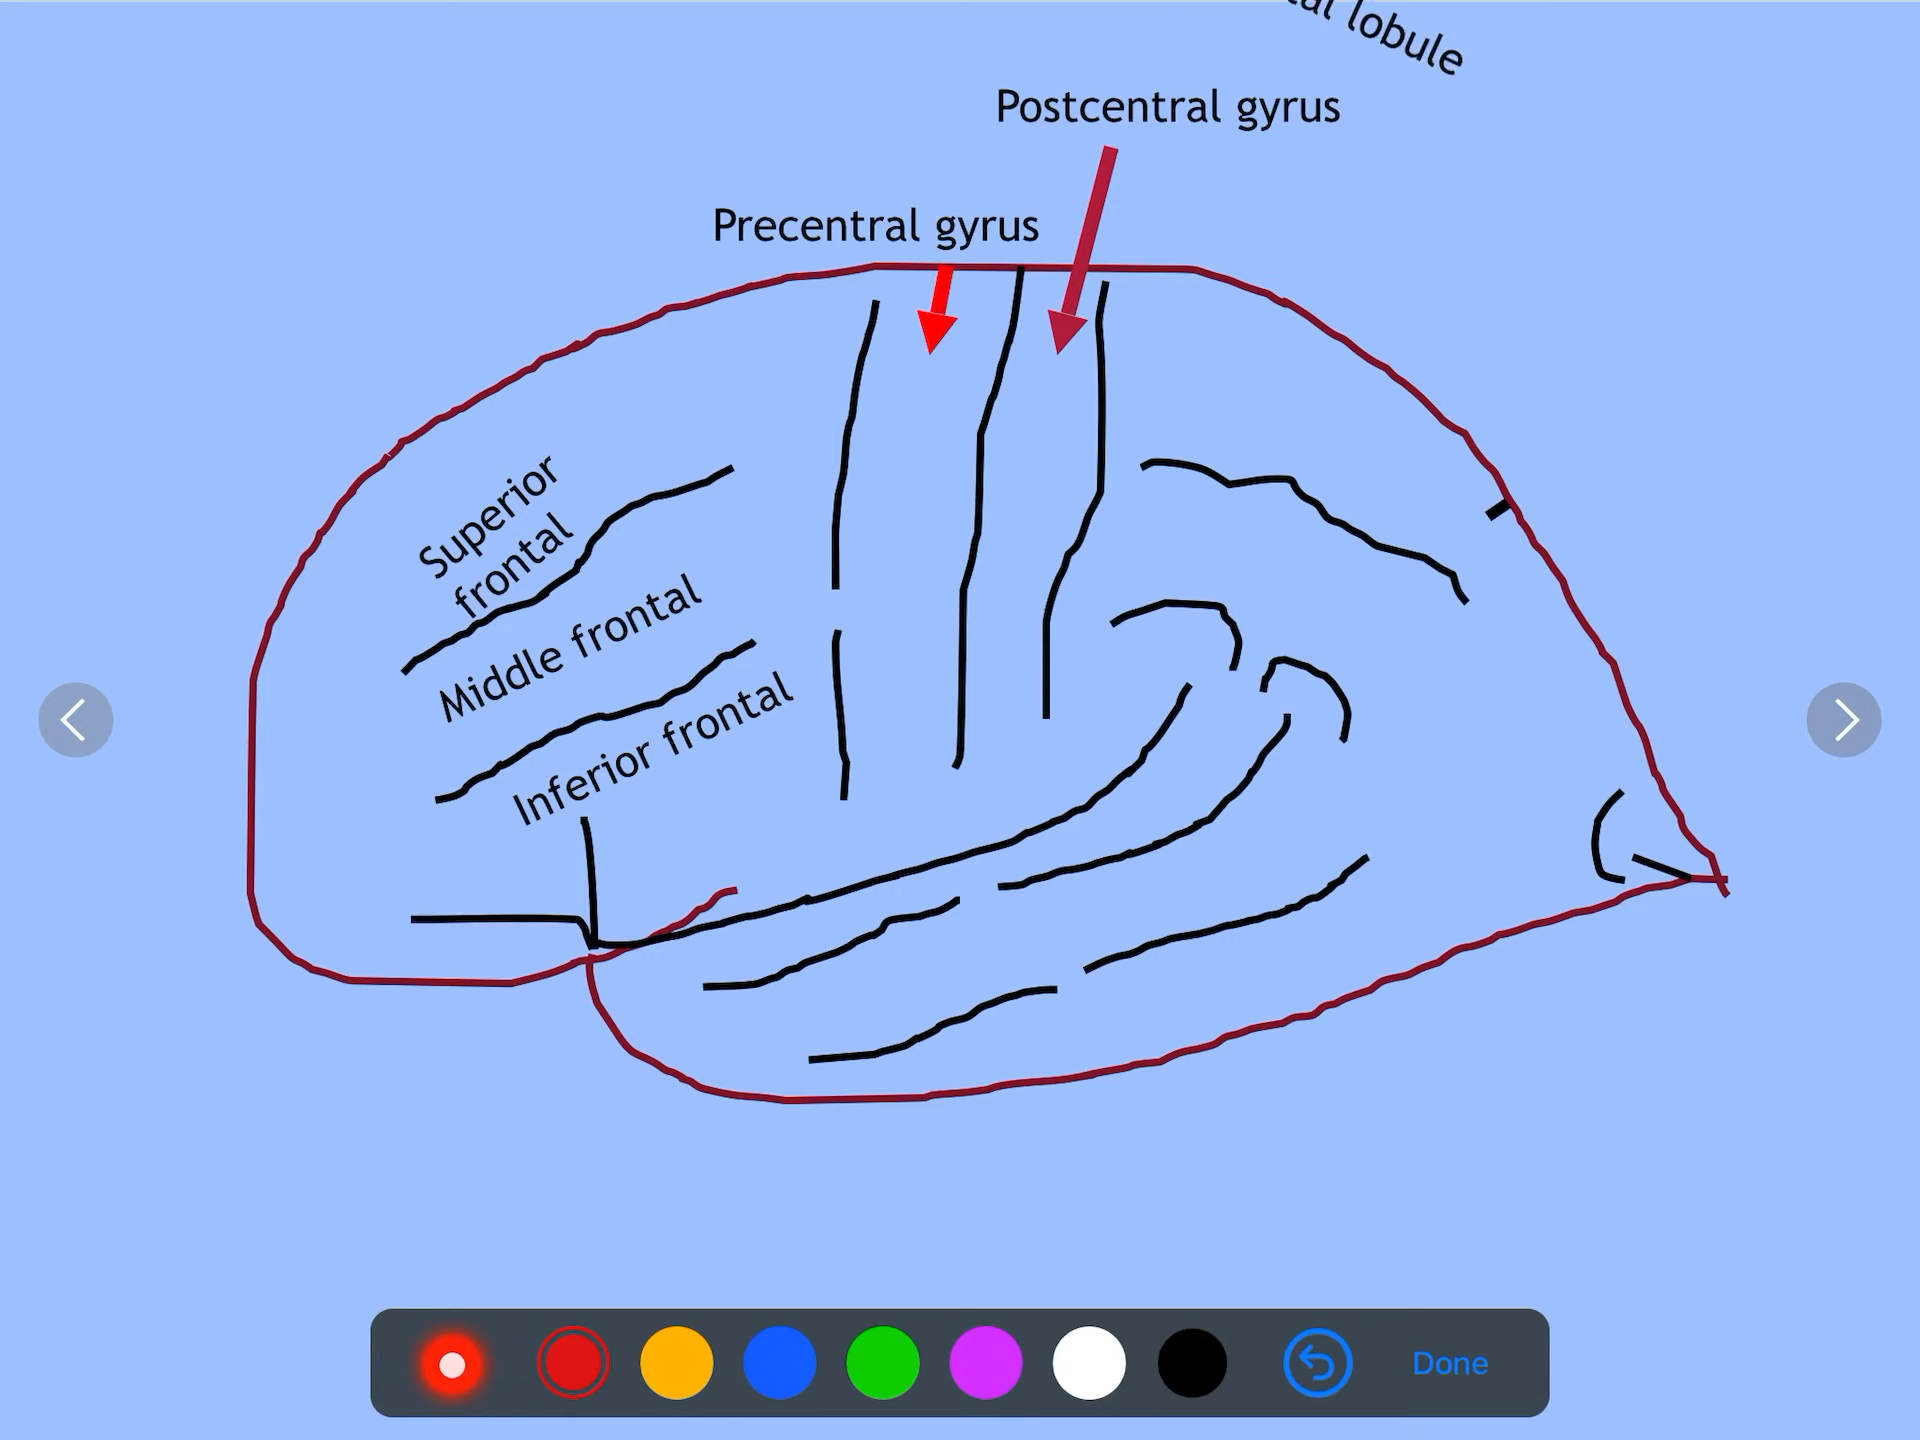 lobule
Postcentral gyrus
Precentral gyrus
Superior
frontal
Middle frontal
Inferior frontal
Done